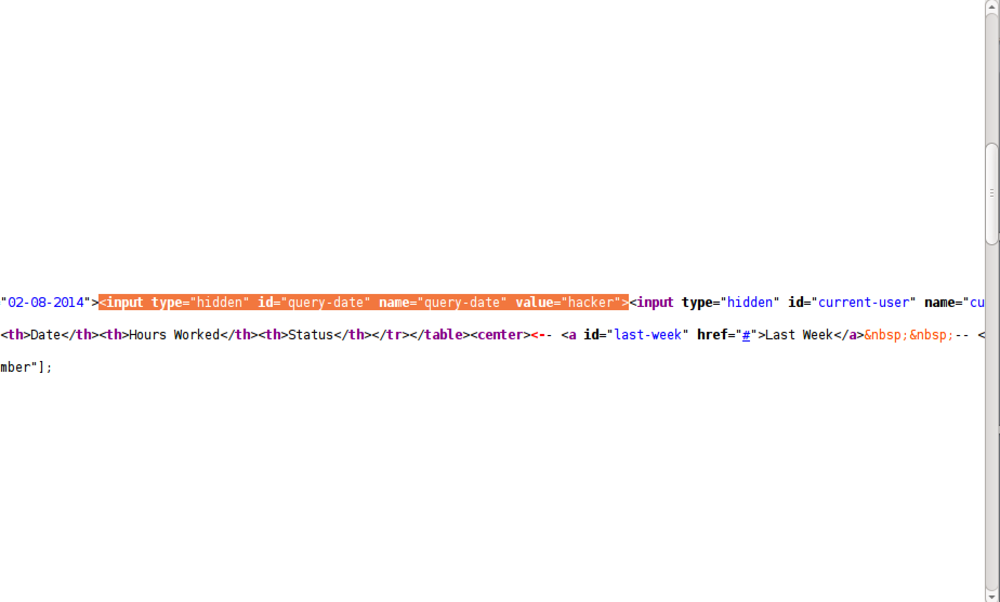 "02-08-2014"><input type="hidden" id="query-date" name="query-date" value="hacker"><input type="hidden" id="current-user" name="cu
<th>Date</th><th>Hours Worked</th><th>Status</th></tr></table><center><-- <a id="last-week" href="#">Last Week</a>&nbsp;&nbsp;-- <
mber"];